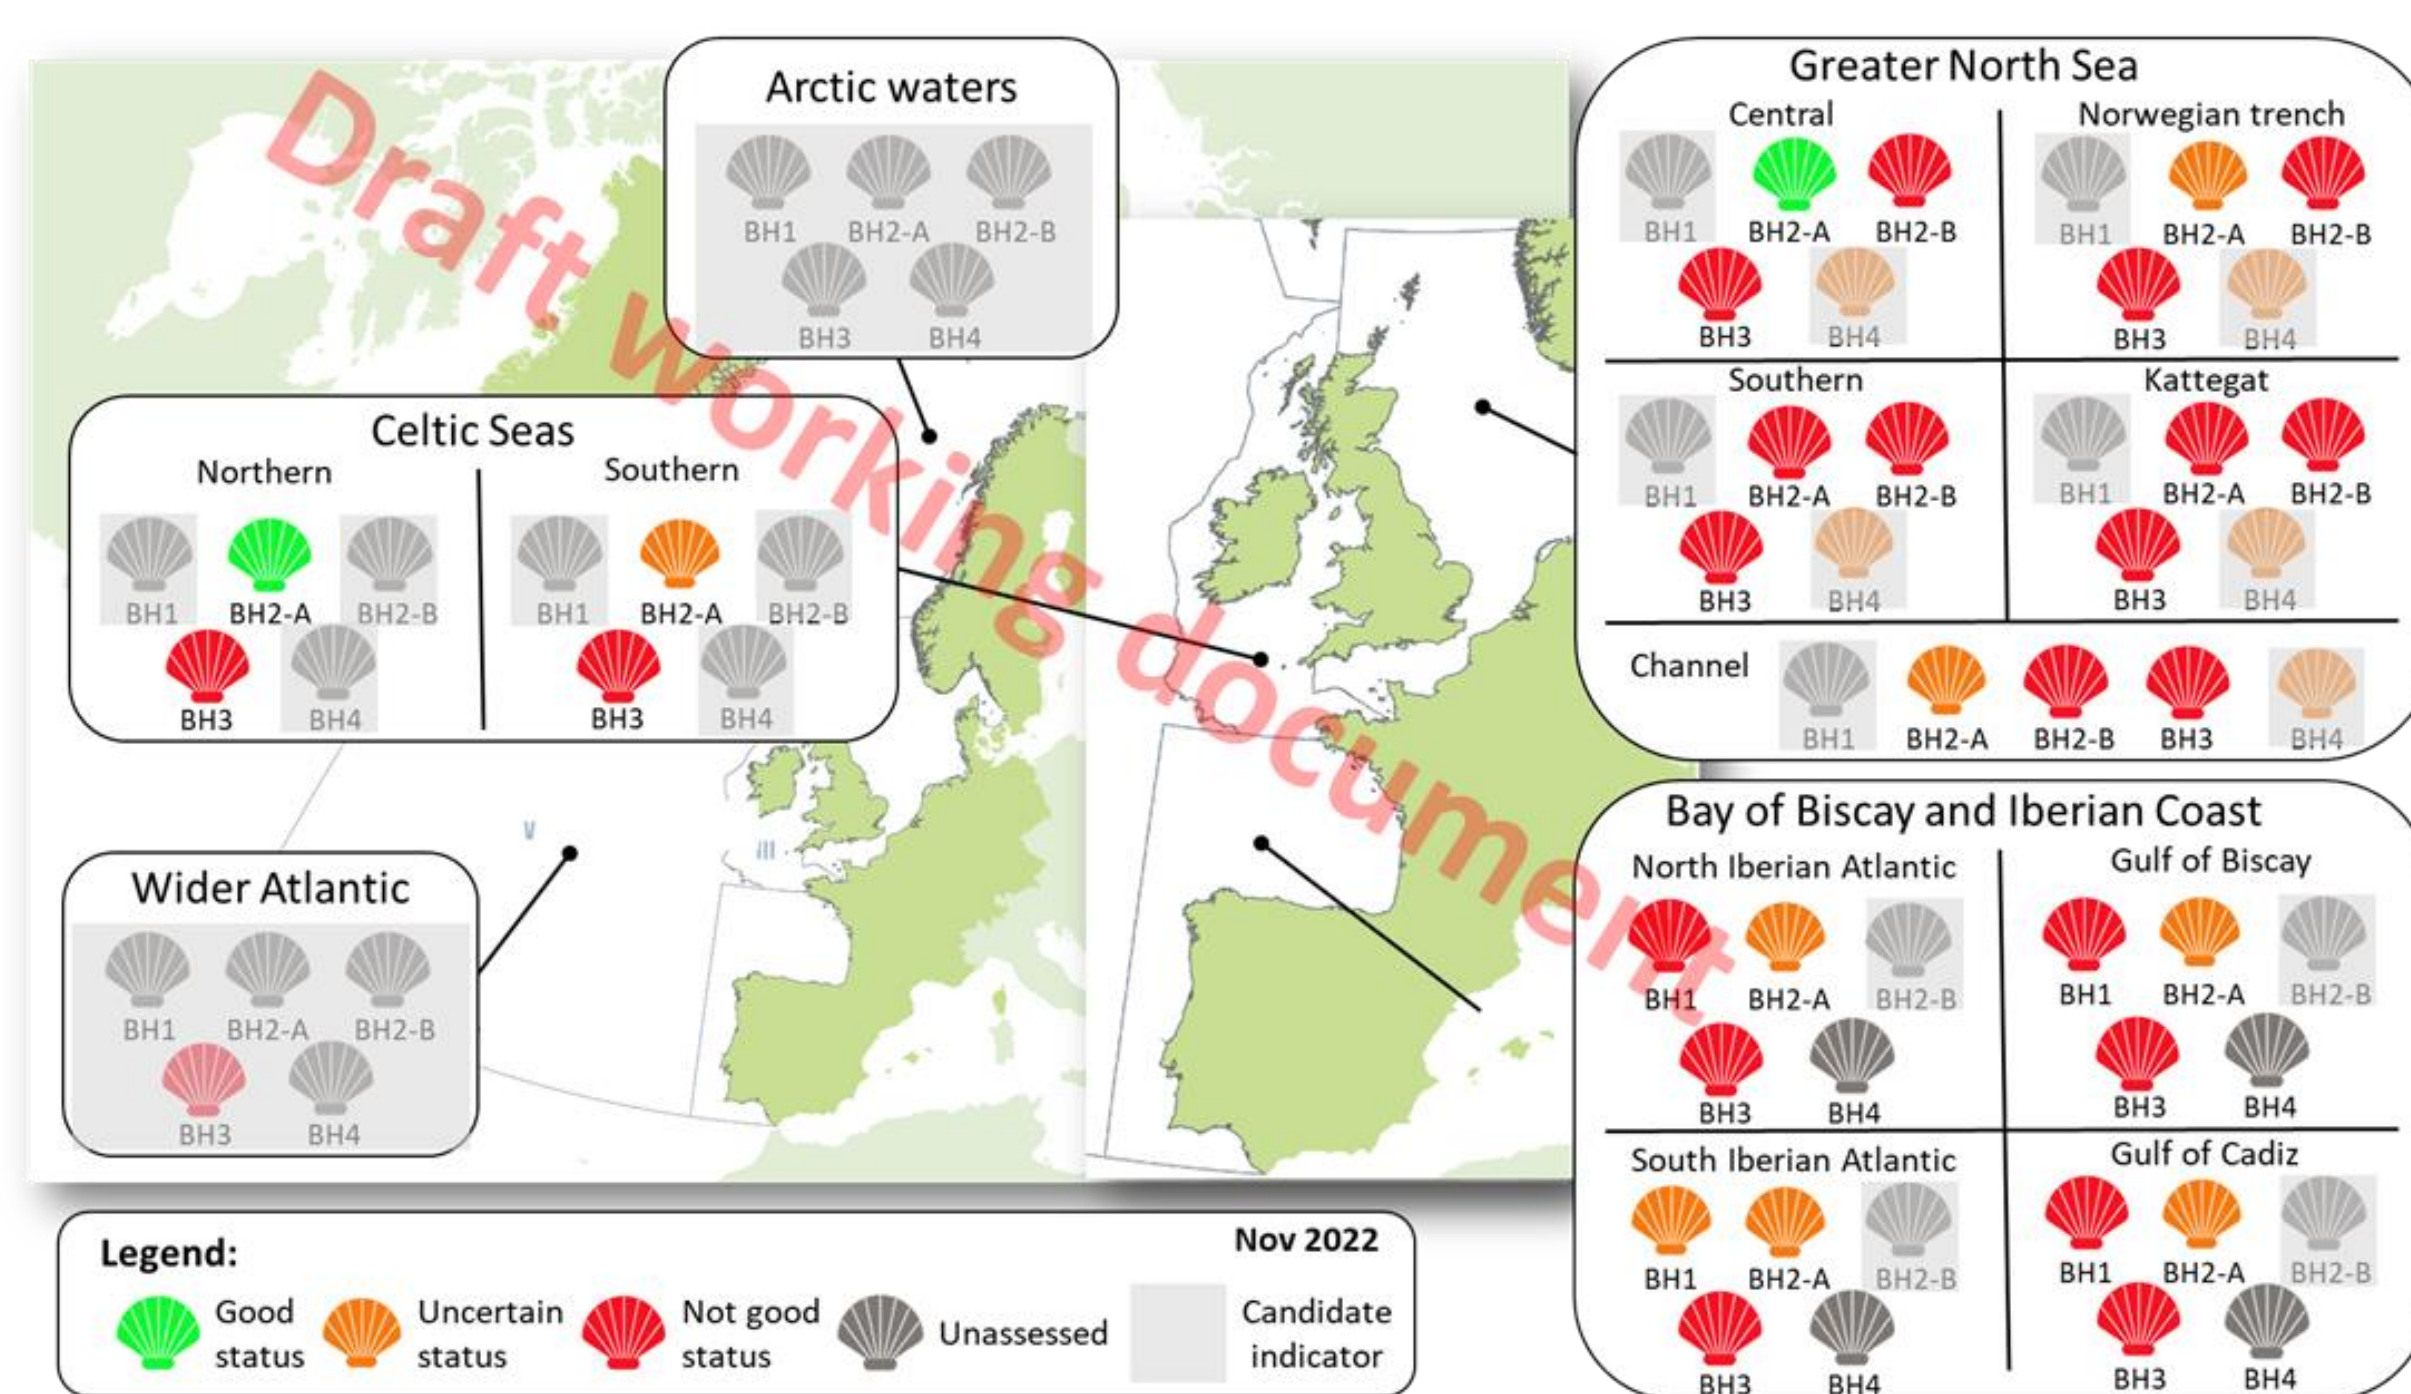 Draft working document
Arctic waters
BH1 BH2-A BH2-B
BH3 BH4
Celtic Seas
Northern
BH1 BH2-A BH2-B
BH3 BH4
Southern
BH1 BH2-A BH2-B
BH3 BH4
V
III
Wider Atlantic
BH1 BH2-A BH2-B
BH3 BH4
Greater North Sea
Central
BH1 BH2-A BH2-B
BH3 BH4
Norwegian trench
BH1 BH2-A BH2-B
BH3 BH4
Southern
BH1 BH2-A BH2-B
BH3 BH4
Kattegat
BH1 BH2-A BH2-B
BH3 BH4
Channel
BH1 BH2-A BH2-B BH3 BH4
Bay of Biscay and Iberian Coast
North Iberian Atlantic
BH1 BH2-A BH2-B
BH3 BH4
Gulf of Biscay
BH1 BH2-A BH2-B
BH3 BH4
South Iberian Atlantic
BH1 BH2-A BH2-B
BH3 BH4
Gulf of Cadiz
BH1 BH2-A BH2-B
BH3 BH4
Legend:
Nov 2022
Good
status
Uncertain
status
Not good
status
Unassessed
Candidate
indicator